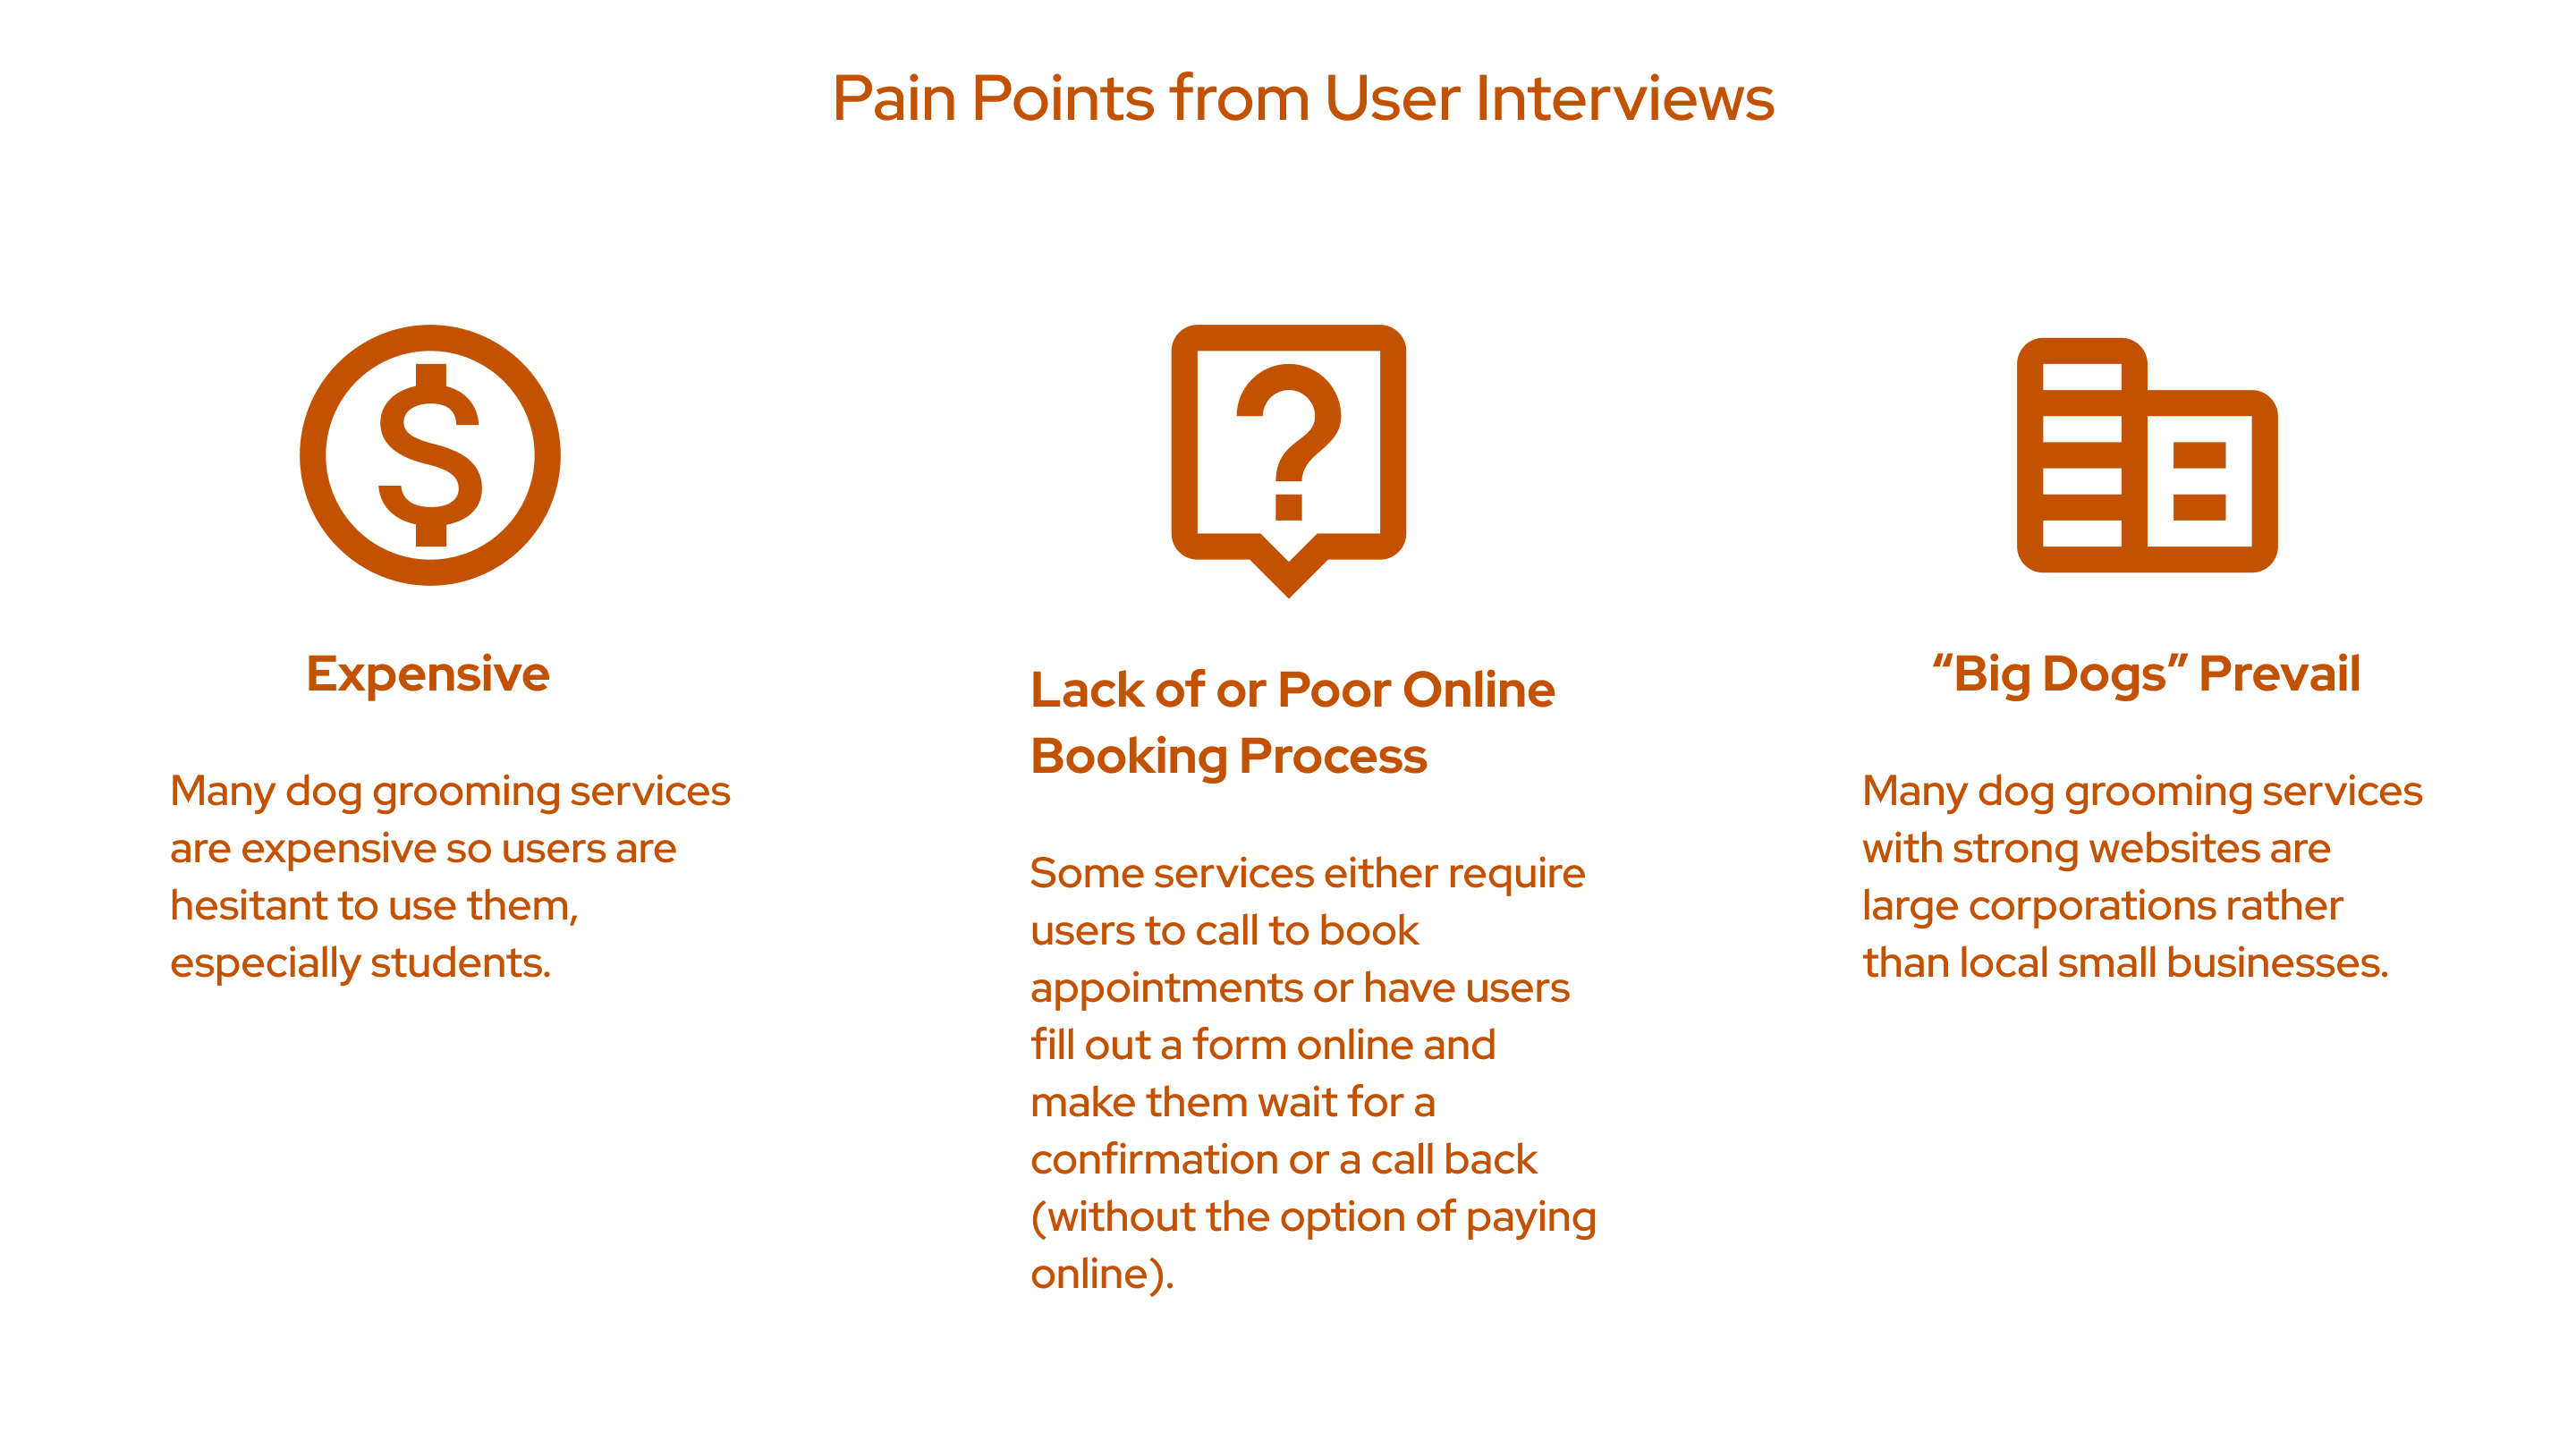 Pain Points from User Interviews
Expensive
Many dog grooming services
are expensive so users are
hesitant to use them,
especially students.
Lack of or Poor Online
Booking Process
Some services either require
users to call to book
appointments or have users
fill out a form online and
make them wait for a
confirmation or a call back
(without the option of paying
online).
“Big Dogs” Prevail
Many dog grooming services
with strong websites are
large corporations rather
than local small businesses.